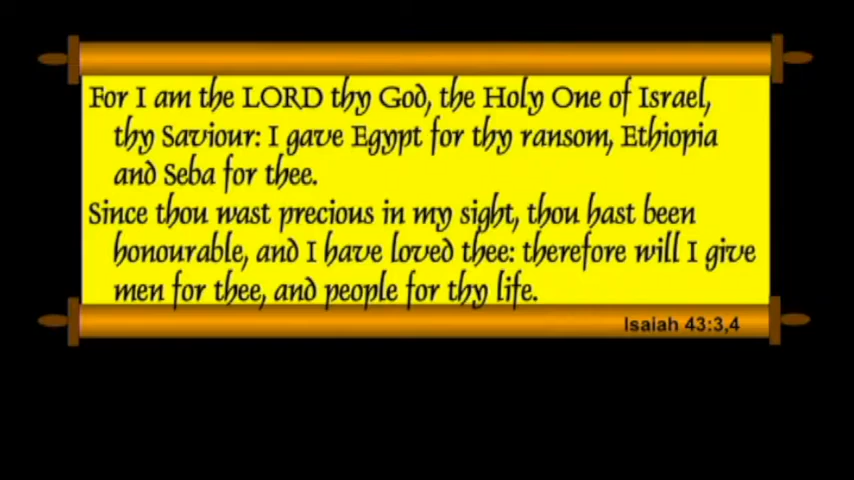 For I am the LORD thy God, the Holy One of Israel,
thy Saviour: I gave Egypt for thy ransom, Ethiopia
and Seba for thee.
Since thou wast precious in my sight, thou hast been
honourable, and I have loved thee: therefore will I give
men for thee, and people for thy life.
Isaiah 43:3,4